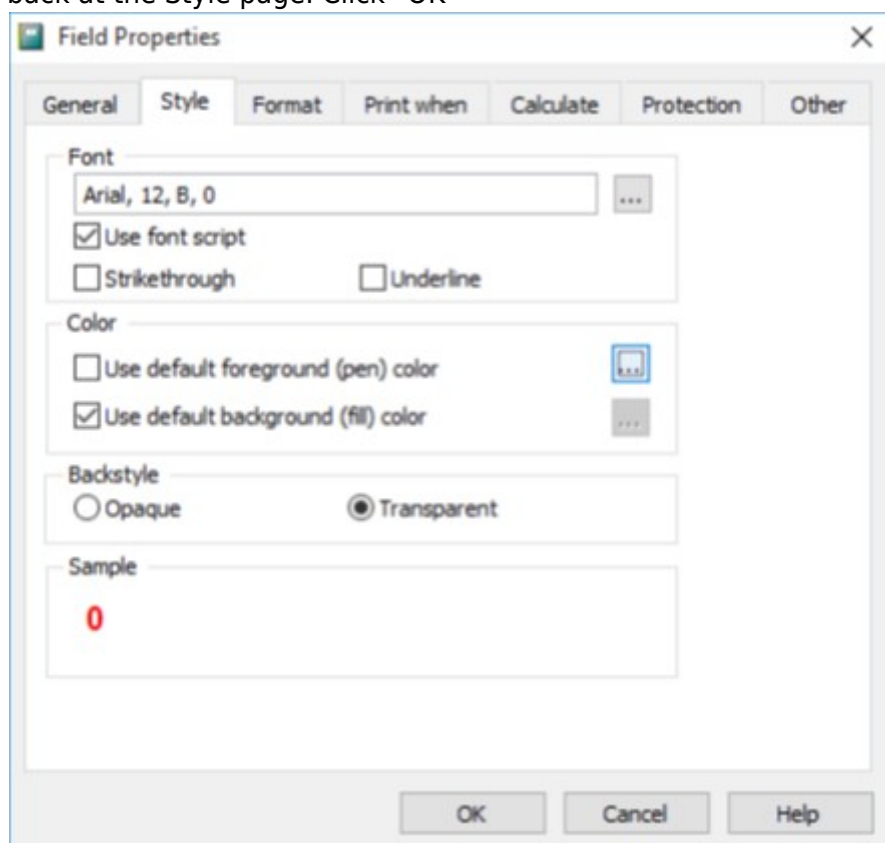 back at the Style page. Click "OK"
Field Properties
General Style Format Print when Calculate Protection Other
Font
Arial, 12, B, 0
...
Use font script
Strikethrough Underline
Color
Use default foreground (pen) color
...
Use default background (fill) color
...
Backstyle
Opaque Transparent
Sample
0
OK Cancel Help